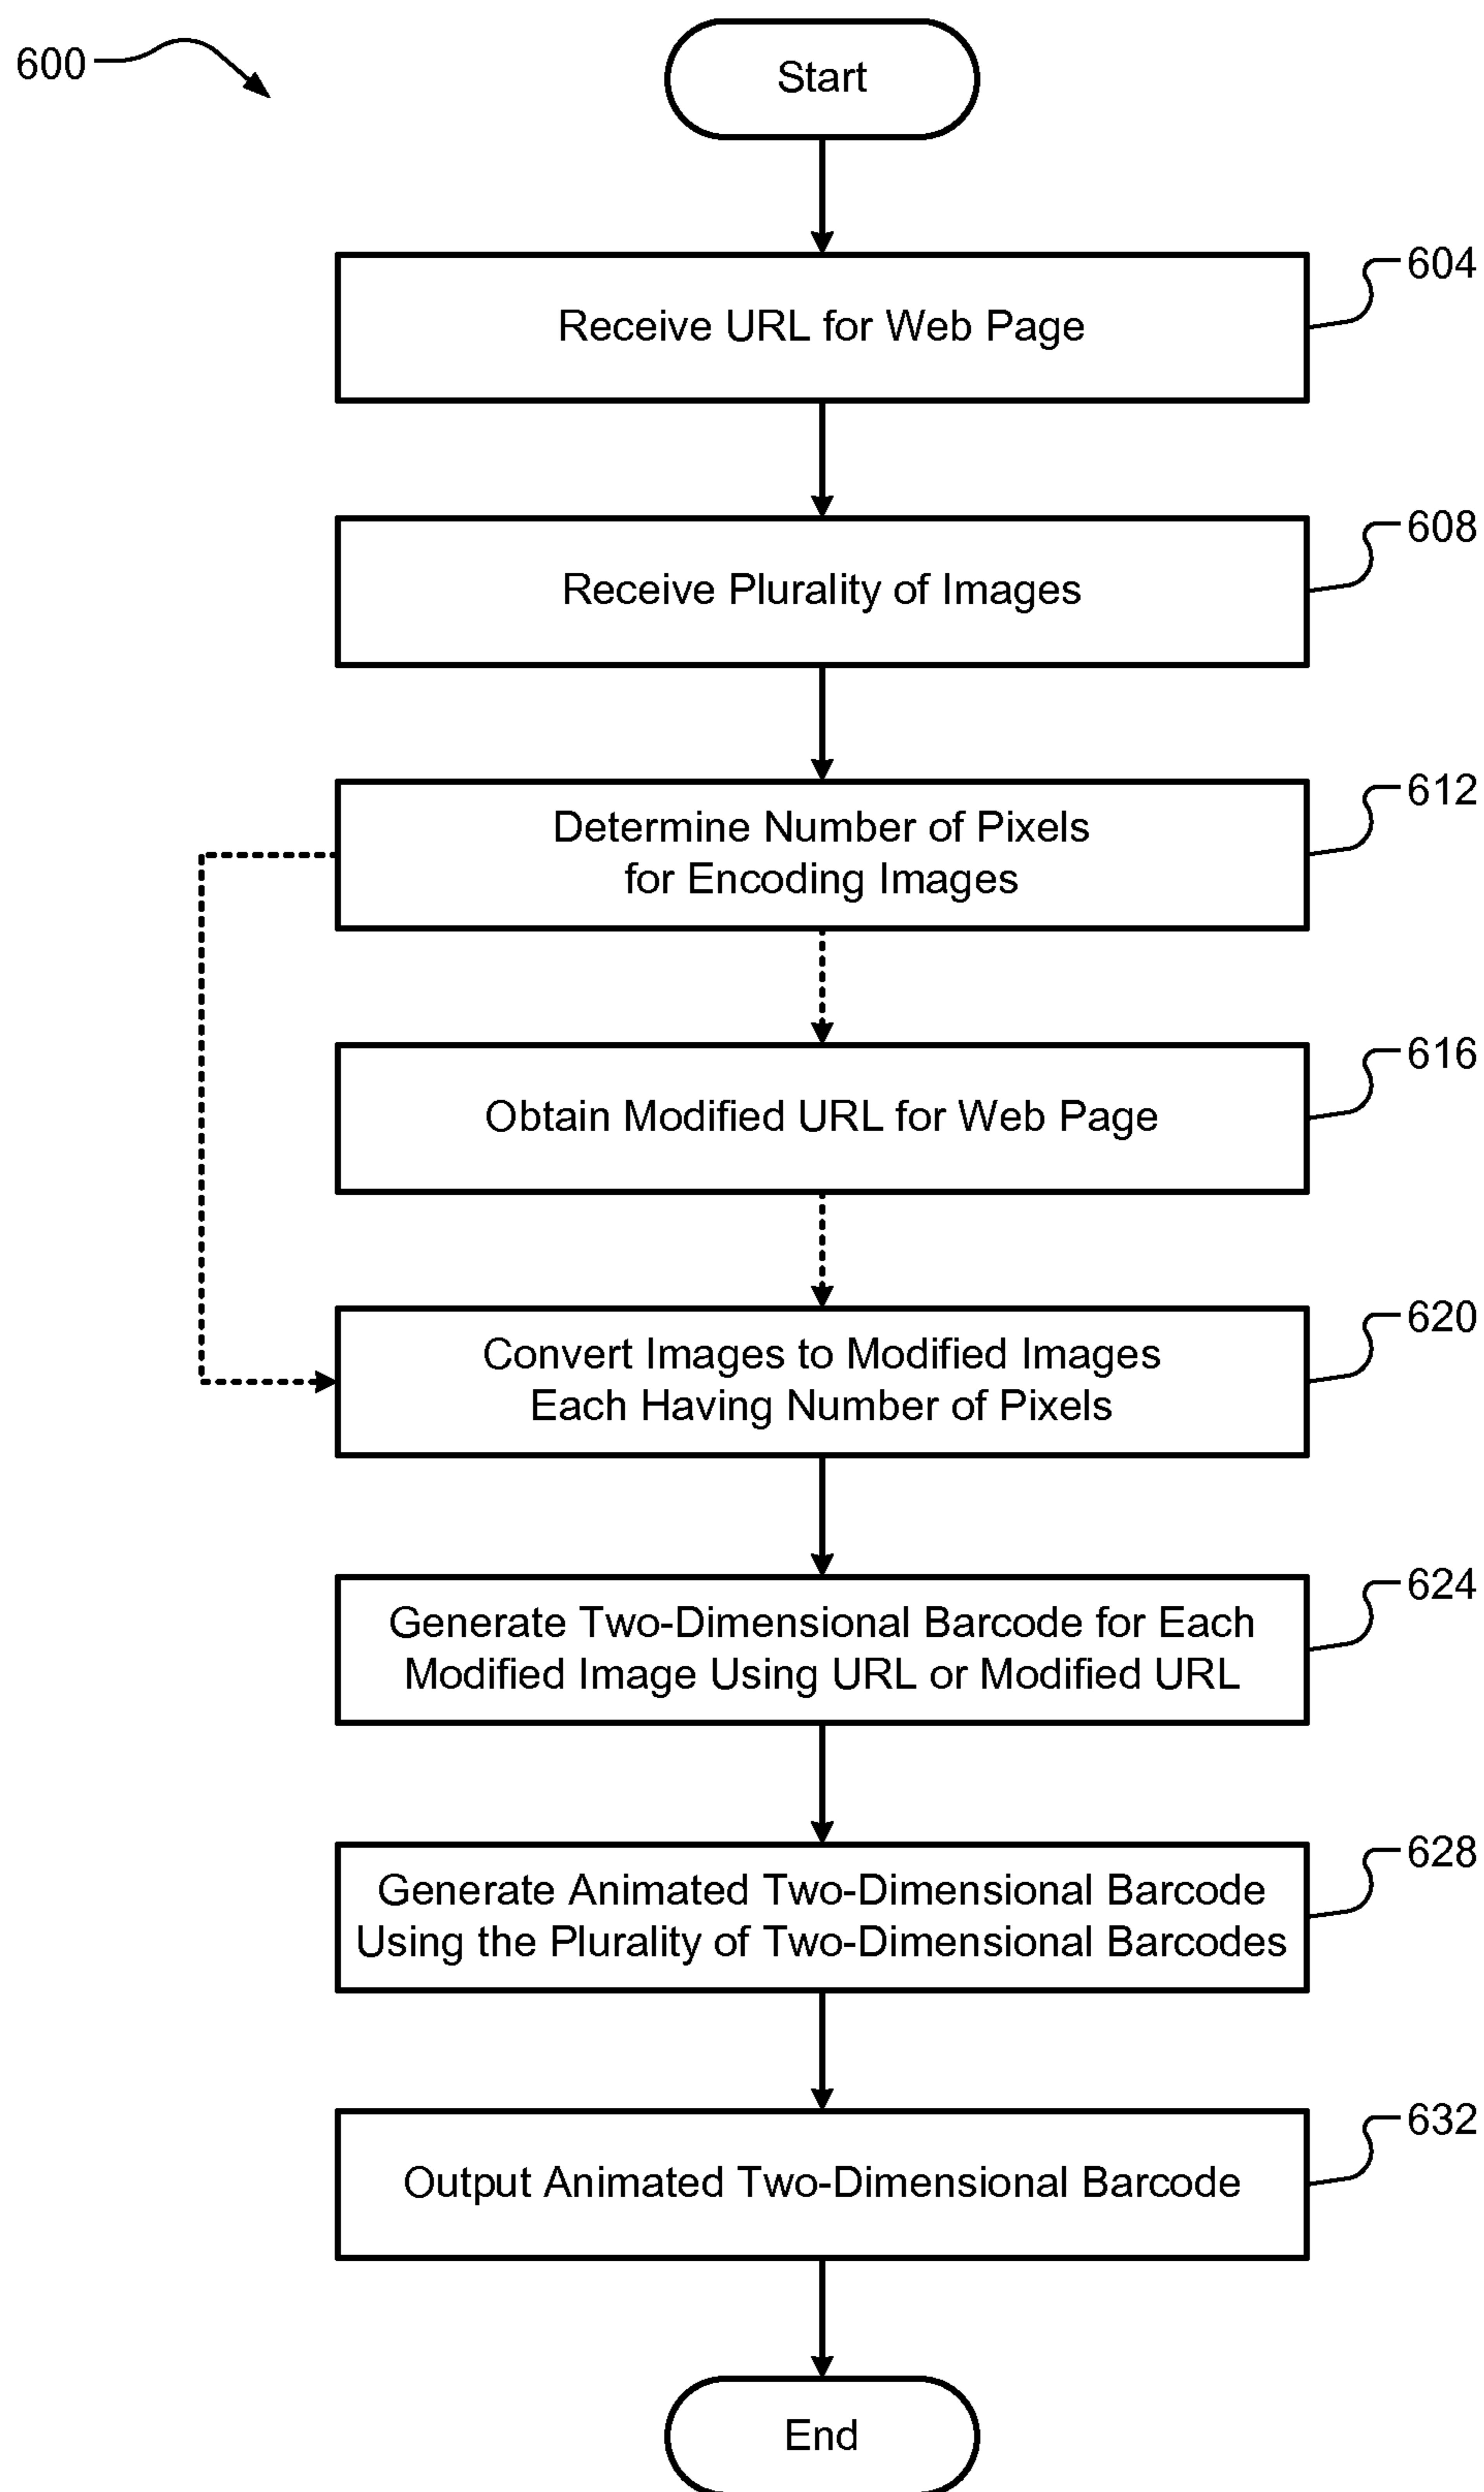 600
Start
Receive URL for Web Page
604
Receive Plurality of Images
608
Determine Number of Pixels
for Encoding Images
612
Obtain Modified URL for Web Page
616
Convert Images to Modified Images
Each Having Number of Pixels
620
Generate Two-Dimensional Barcode for Each
Modified Image Using URL or Modified URL
624
Generate Animated Two-Dimensional Barcode
Using the Plurality of Two-Dimensional Barcodes
628
Output Animated Two-Dimensional Barcode
632
End